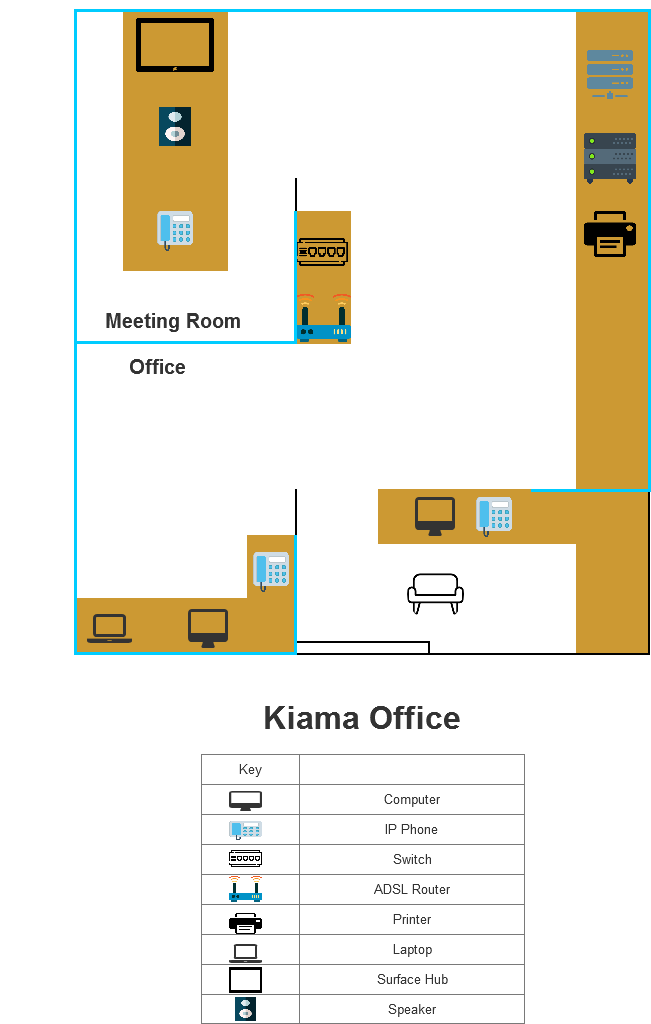 Meeting Room
Office
Kiama Office
Key
Computer
IP Phone
Switch
ADSL Router
Printer
Laptop
Surface Hub
Speaker